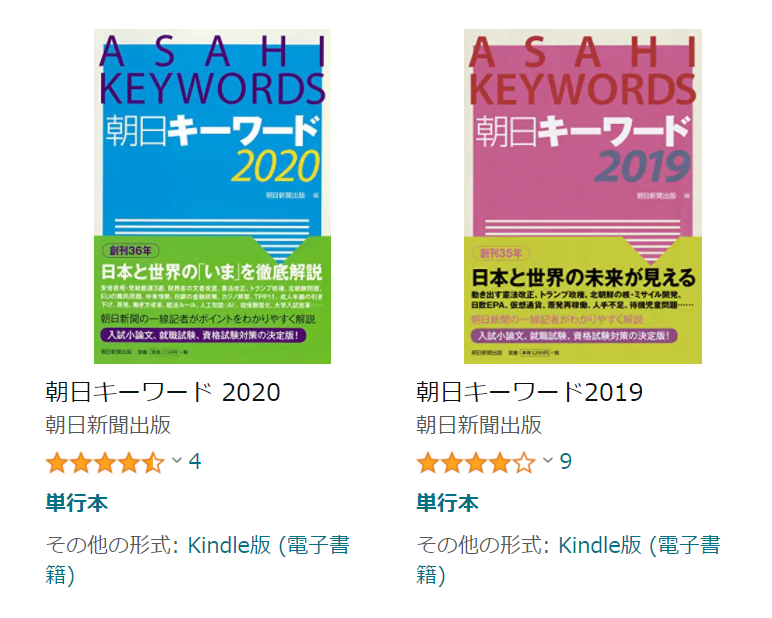 ASAHI
KEYWORDS
朝日キーワード
2020
朝日新聞出版 編
創刊36年
日本と世界の「いま」を徹底解説
朝日新聞の一線記者がポイントをわかりやすく解説
入試小論文、就職試験、資格試験対策の決定版!
朝日新聞出版
朝日キーワード 2020
朝日新聞出版
4
単行本
その他の形式: Kindle版 (電子書
籍)
ASAHI
KEYWORDS
朝日キーワード
2019
朝日新聞出版 編
創刊35年
日本と世界の未来が見える
動き出す憲法改正、トランプ政権、北朝鮮の核・ミサイル開発、
日欧EPA、仮想通貨、原発再稼働、人手不足、待機児童問題……
朝日新聞の一線記者がわかりやすく解説
入試小論文、就職試験、資格試験対策の決定版!
朝日新聞出版
朝日キーワード2019
朝日新聞出版
9
単行本
その他の形式: Kindle版 (電子書
籍)